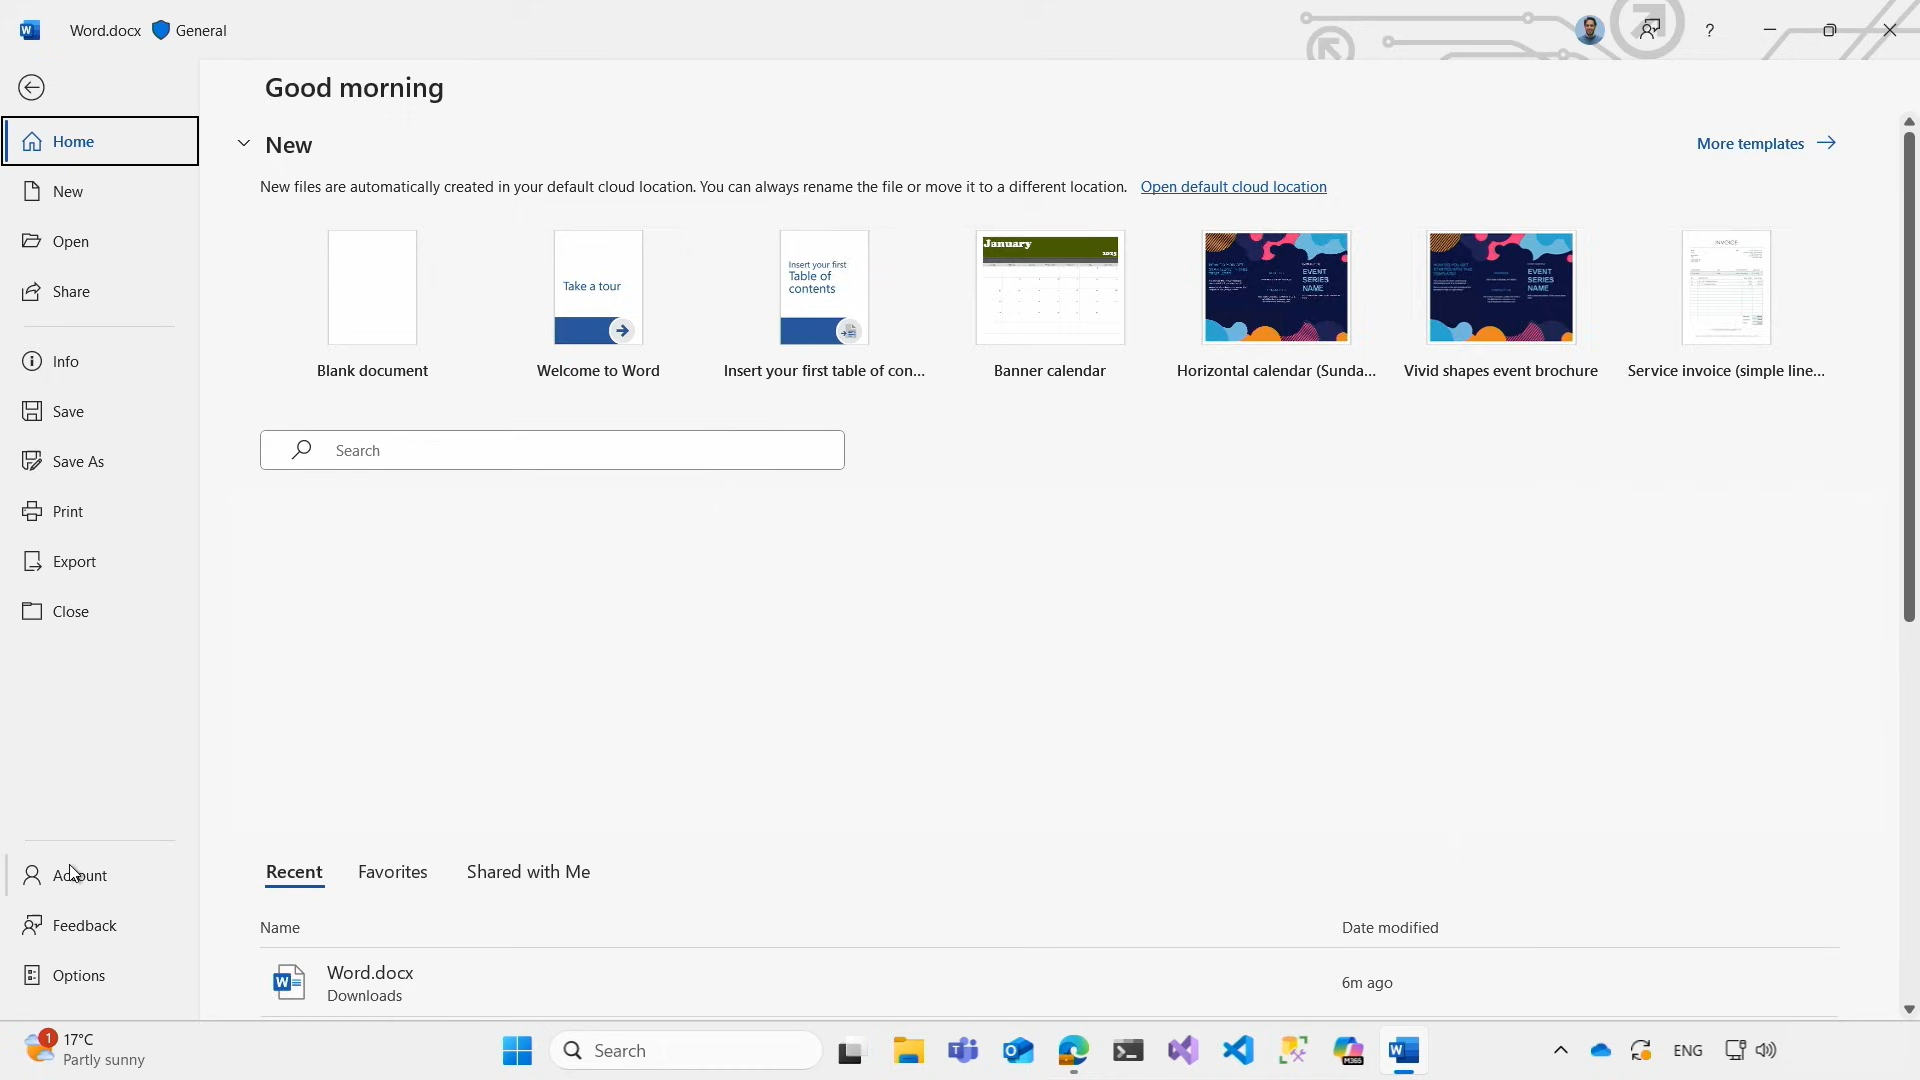 Word.docx General
?
Good morning
Home
New
Open
Share
Info
Save
Save As
Print
Export
Close
Account
Feedback
Options
New
More templates
New files are automatically created in your default cloud location. You can always rename the file or move it to a different location. Open default cloud location
Take a tour
Insert your first
Table of
contents
January
2025
EVENT
SERIES
NAME
EVENT
SERIES
NAME
INVOICE
Blank document
Welcome to Word
Insert your first table of con...
Banner calendar
Horizontal calendar (Sunda...
Vivid shapes event brochure
Service invoice (simple line...
Search
Recent Favorites Shared with Me
Name Date modified
Word.docx
Downloads
6m ago
1
17°C
Partly sunny
Search
M365
ENG